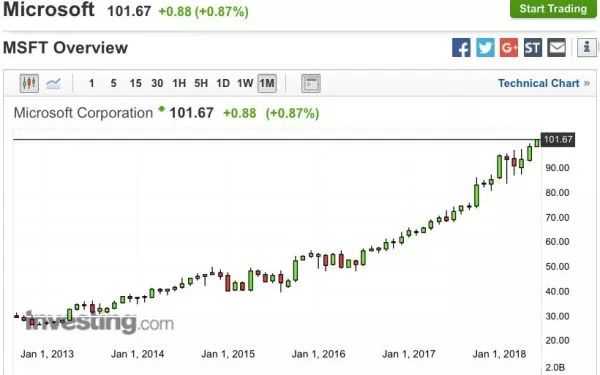 Microsoft 101.67 +0.88 (+0.87%)
Start Trading
MSFT Overview
f G+ ST i
1 5 15 30 1H 5H 1D 1W 1M
Technical Chart »
Microsoft Corporation 101.67 +0.88 (+0.87%)
101.67
90.00
80.00
70.00
60.00
50.00
40.00
30.00
20.00
Investing.com
Jan 1, 2013 Jan 1, 2014 Jan 1, 2015 Jan 1, 2016 Jan 1, 2017 Jan 1, 2018
2.0B